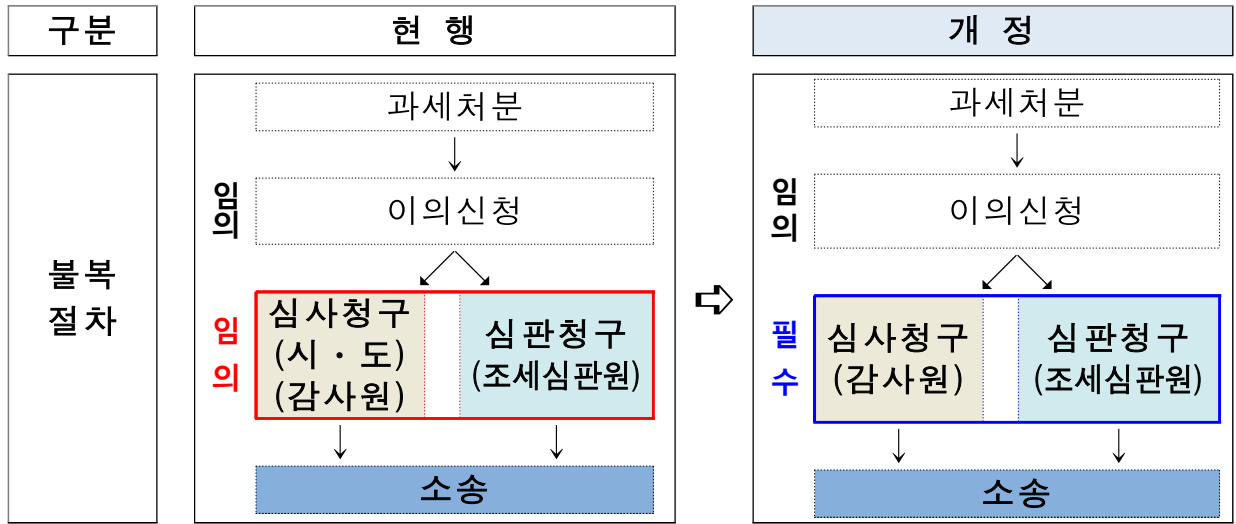 구분
현 행
개 정
불복
절차
과세처분
임
의
이의신청
임
의
심사청구
(시 · 도)
(감사원)
심판청구
(조세심판원)
소송
과세처분
임
의
이의신청
필
수
심사청구
(감사원)
심판청구
(조세심판원)
소송